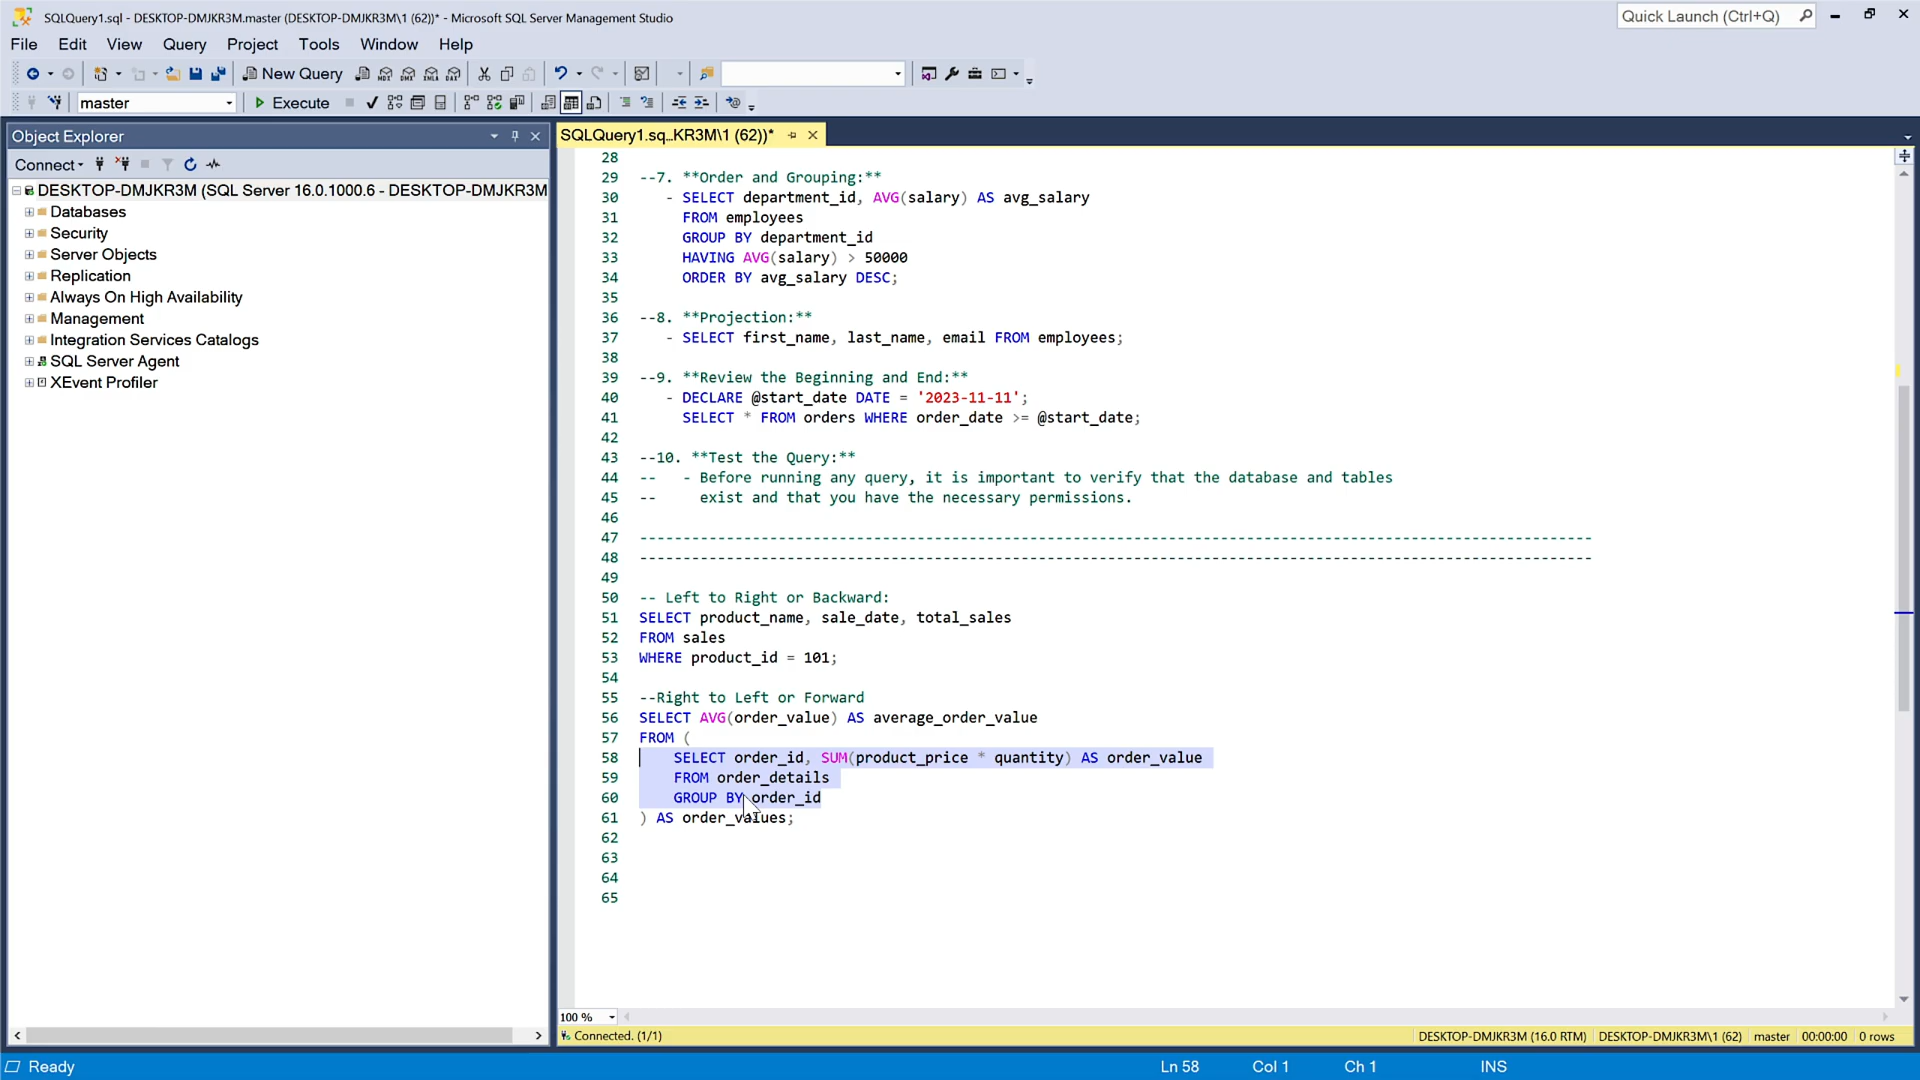 SQLQuery1.sql - DESKTOP-DMJKR3M.master (DESKTOP-DMJKR3M\1 (62))* - Microsoft SQL Server Management Studio
Quick Launch (Ctrl+Q)
File Edit View Query Project Tools Window Help
New Query
master Execute
Object Explorer
Connect
DESKTOP-DMJKR3M (SQL Server 16.0.1000.6 - DESKTOP-DMJKR3M
Databases
Security
Server Objects
Replication
Always On High Availability
Management
Integration Services Catalogs
SQL Server Agent
XEvent Profiler
SQLQuery1.sq...KR3M\1 (62))*
28
29 --7. **Order and Grouping:**
30 - SELECT department_id, AVG(salary) AS avg_salary
31 FROM employees
32 GROUP BY department_id
33 HAVING AVG(salary) > 50000
34 ORDER BY avg_salary DESC;
35
36 --8. **Projection:**
37 - SELECT first_name, last_name, email FROM employees;
38
39 --9. **Review the Beginning and End:**
40 - DECLARE @start_date DATE = '2023-11-11';
41 SELECT * FROM orders WHERE order_date >= @start_date;
42
43 --10. **Test the Query:**
44 -- - Before running any query, it is important to verify that the database and tables
45 -- exist and that you have the necessary permissions.
46
47 --------------------------------------------------------------------------------------------------------------
48 --------------------------------------------------------------------------------------------------------------
49
50 -- Left to Right or Backward:
51 SELECT product_name, sale_date, total_sales
52 FROM sales
53 WHERE product_id = 101;
54
55 --Right to Left or Forward
56 SELECT AVG(order_value) AS average_order_value
57 FROM (
58 SELECT order_id, SUM(product_price * quantity) AS order_value
59 FROM order_details
60 GROUP BY order_id
61 ) AS order_values;
62
63
64
65
100 %
Connected. (1/1) DESKTOP-DMJKR3M (16.0 RTM) DESKTOP-DMJKR3M\1 (62) master 00:00:00 0 rows
Ready Ln 58 Col 1 Ch 1 INS